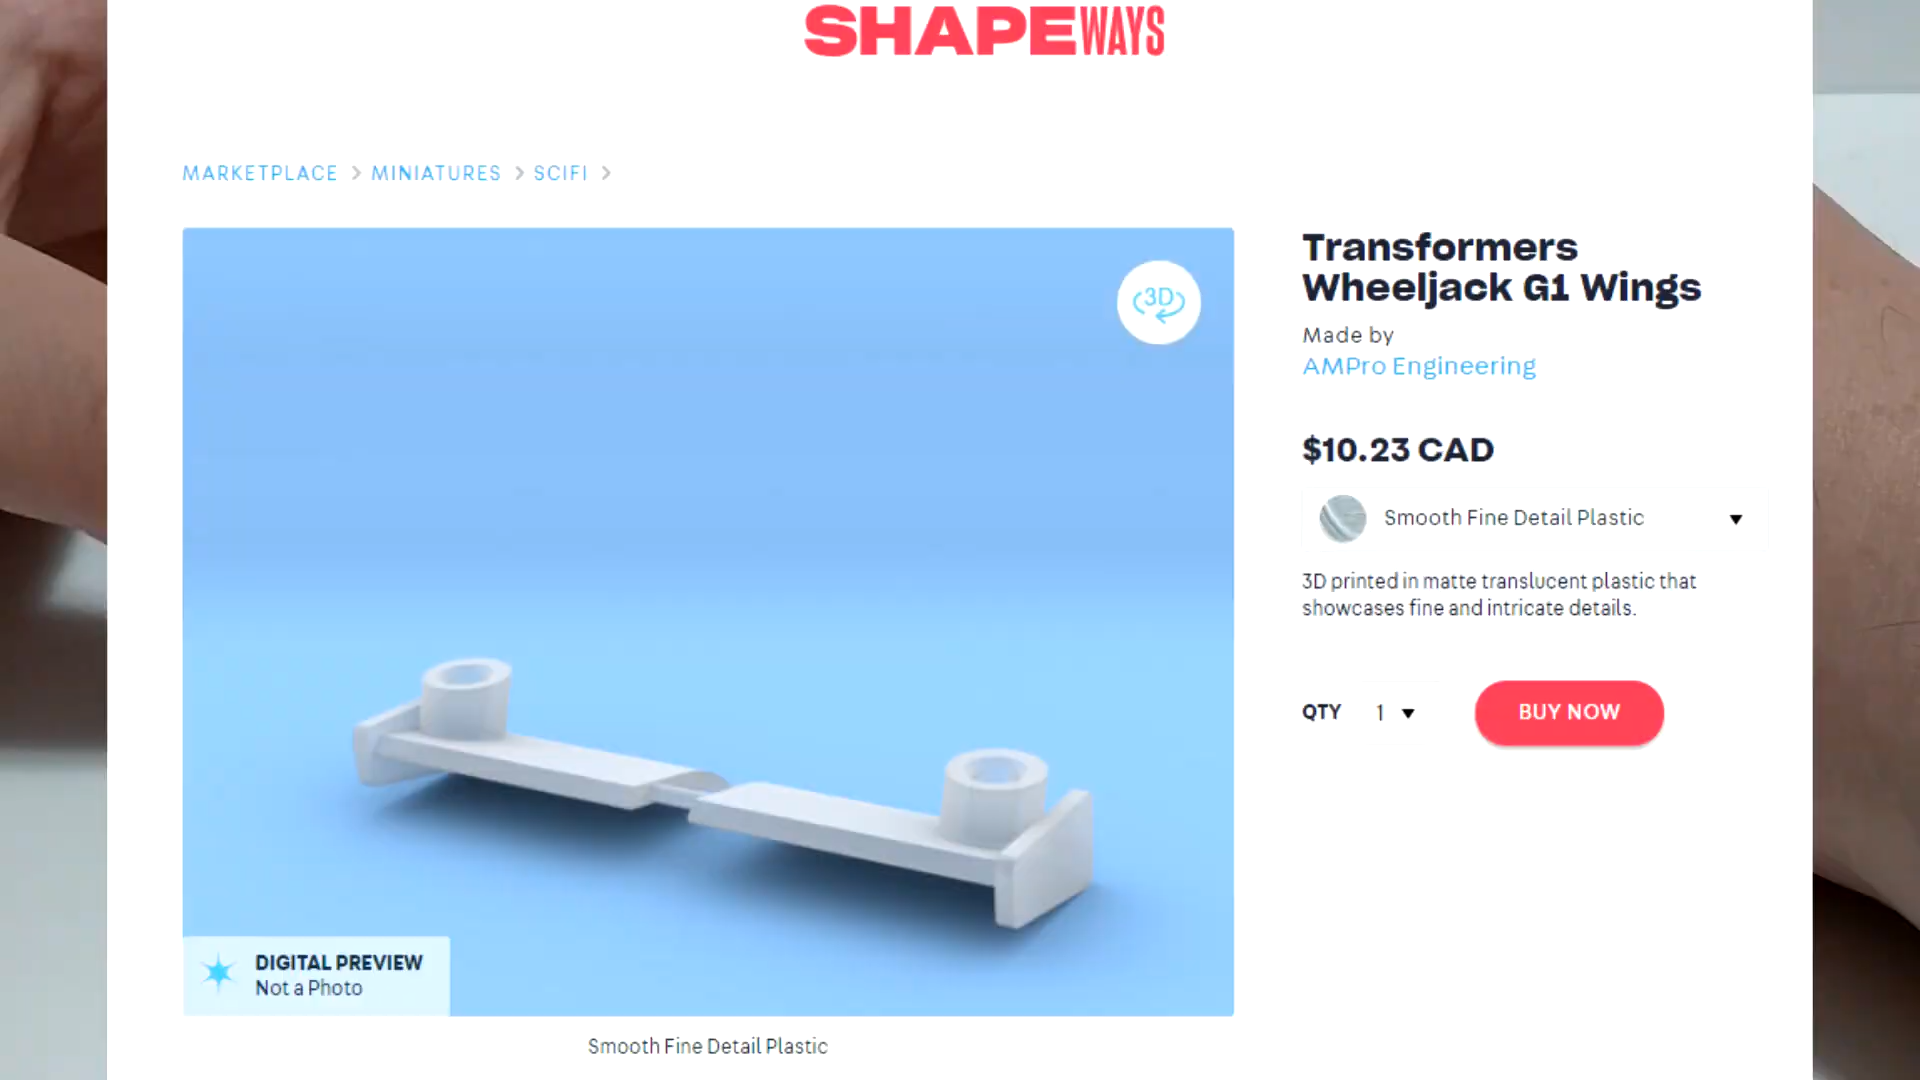 SHAPEWAYS
MARKETPLACE > MINIATURES > SCIFI >
3D
Transformers
Wheeljack G1 Wings
Made by
AMPro Engineering
$10.23 CAD
Smooth Fine Detail Plastic
3D printed in matte translucent plastic that
showcases fine and intricate details.
QTY 1 BUY NOW
DIGITAL PREVIEW
Not a Photo
Smooth Fine Detail Plastic